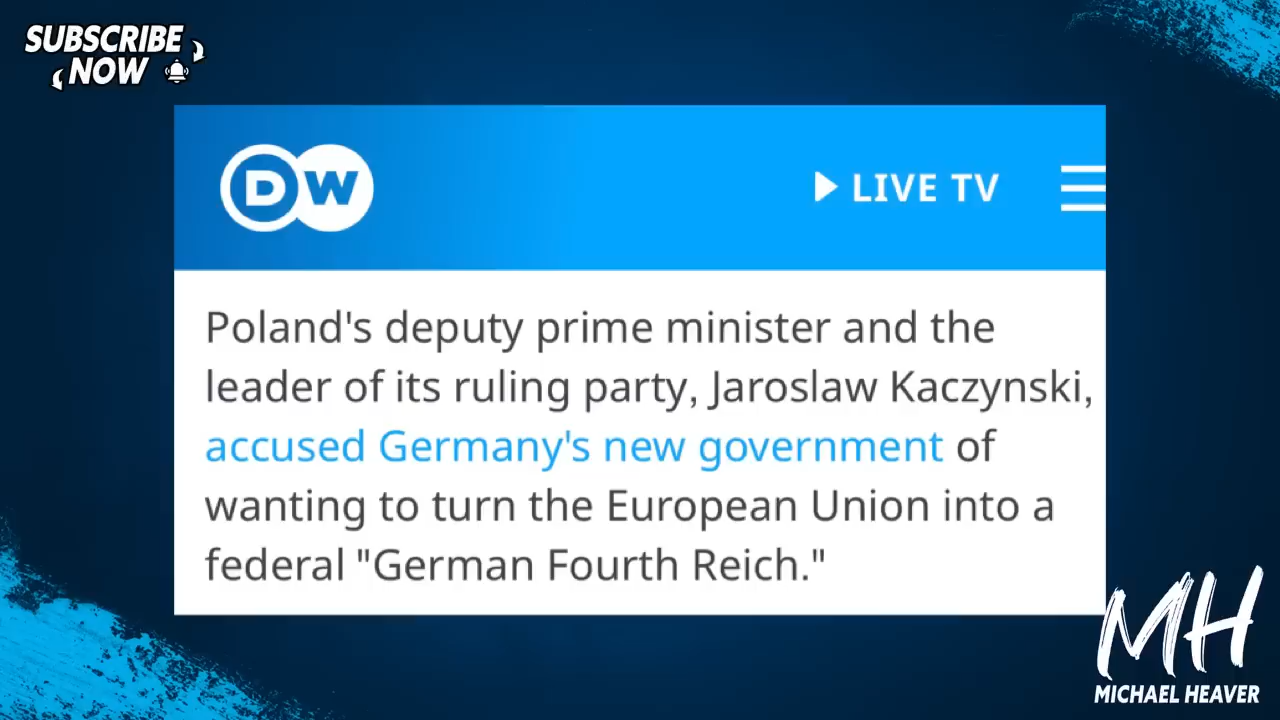 SUBSCRIBE
NOW
DW
LIVE TV
Poland's deputy prime minister and the
leader of its ruling party, Jaroslaw Kaczynski,
accused Germany's new government of
wanting to turn the European Union into a
federal "German Fourth Reich."
MH
MICHAEL HEAVER